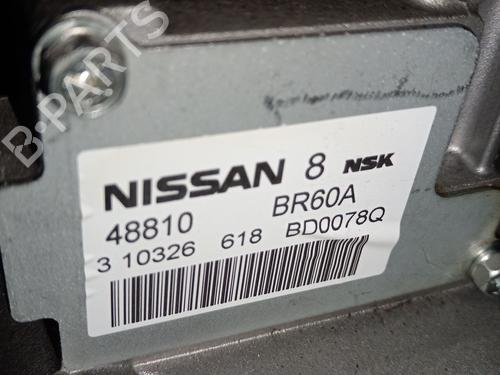 B-PARTS
NISSAN 8 NSK
48810 BR60A
3 10326 618 BD0078Q